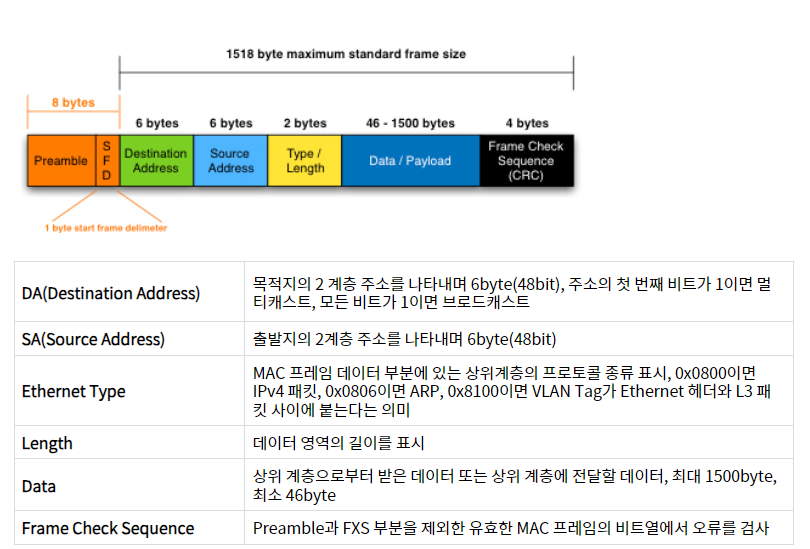 1518 byte maximum standard frame size
8 bytes
6 bytes
6 bytes
2 bytes
46 - 1500 bytes
4 bytes
Preamble
S
F
D
Destination
Address
Source
Address
Type /
Length
Data / Payload
Frame Check
Sequence
(CRC)
1 byte start frame delimeter
DA(Destination Address)
목적지의 2 계층 주소를 나타내며 6byte(48bit), 주소의 첫 번째 비트가 1이면 멀
티캐스트, 모든 비트가 1이면 브로드캐스트
SA(Source Address)
출발지의 2계층 주소를 나타내며 6byte(48bit)
Ethernet Type
MAC 프레임 데이터 부분에 있는 상위계층의 프로토콜 종류 표시, 0x0800이면
IPv4 패킷, 0x0806이면 ARP, 0x8100이면 VLAN Tag가 Ethernet 헤더와 L3 패
킷 사이에 붙는다는 의미
Length
데이터 영역의 길이를 표시
Data
상위 계층으로부터 받은 데이터 또는 상위 계층에 전달할 데이터, 최대 1500byte,
최소 46byte
Frame Check Sequence
Preamble과 FXS 부분을 제외한 유효한 MAC 프레임의 비트열에서 오류를 검사